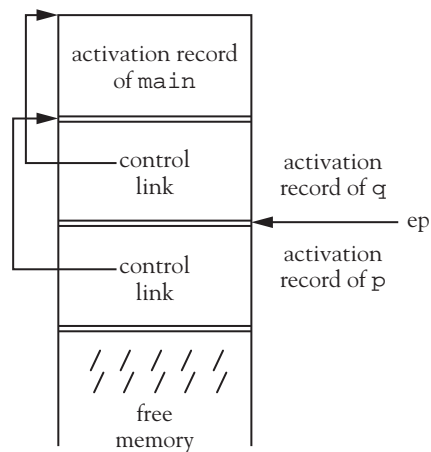 activation record
of main
control
link
activation
record of q
ep
control
link
activation
record of p
free
memory